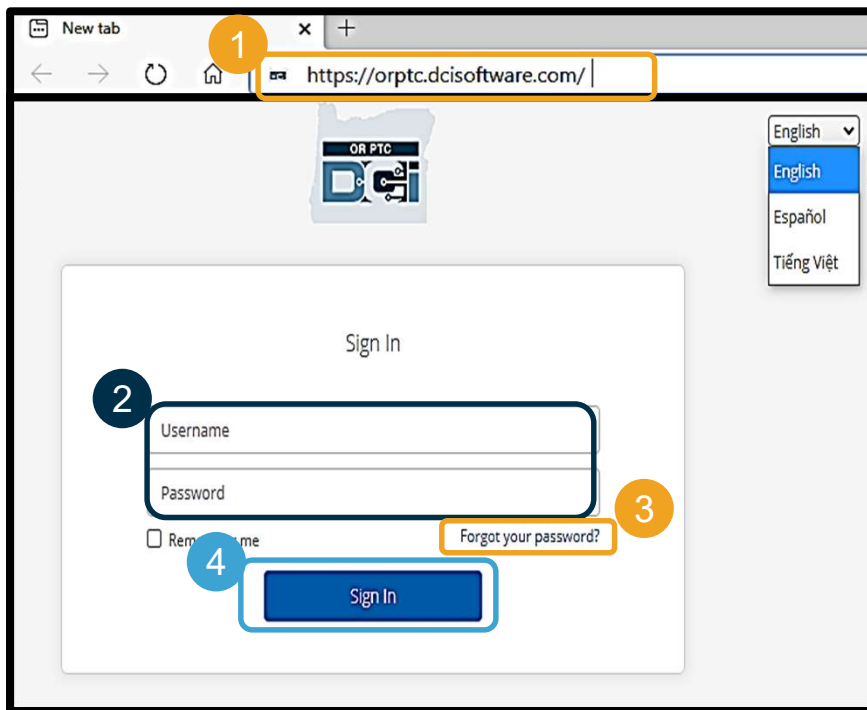 New tab
1
https://orptc.dcisoftware.com/
OR PTC
DCi
English
English
Español
Tiếng Việt
Sign In
2
Username
Password
3
me
Forgot your password?
4
Sign In